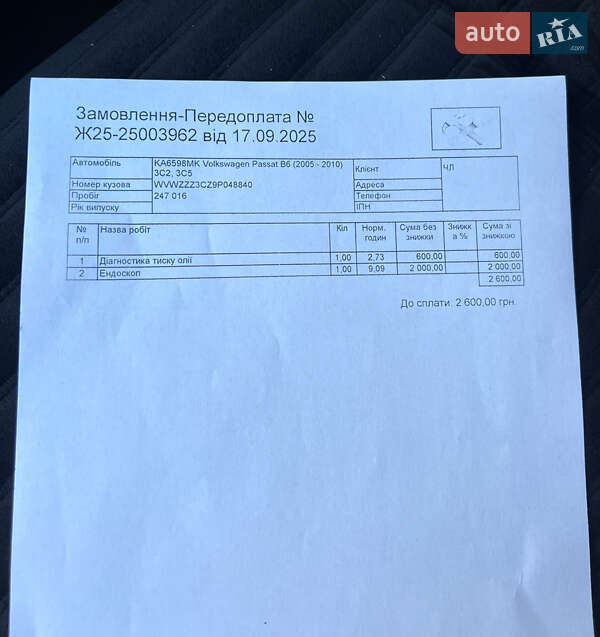 auto RIA.com
Замовлення-Передоплата №
Ж25-25003962 від 17.09.2025
Автомобіль KA6598MK Volkswagen Passat B6 (2005 - 2010) 3C2, 3C5 Клієнт ЧЛ
Номер кузова WVWZZZ3CZ9P048840 Адреса
Пробіг 247 016 Телефон
Рік випуску ІПН
№ п/п Назва робіт Кіл Норм. годин Сума без знижки Знижк а % Сума зі знижкою
1 Діагностика тиску олії 1,00 2,73 600,00 600,00
2 Ендоскоп 1,00 9,09 2 000,00 2 000,00
2 600,00
До сплати: 2 600,00 грн.